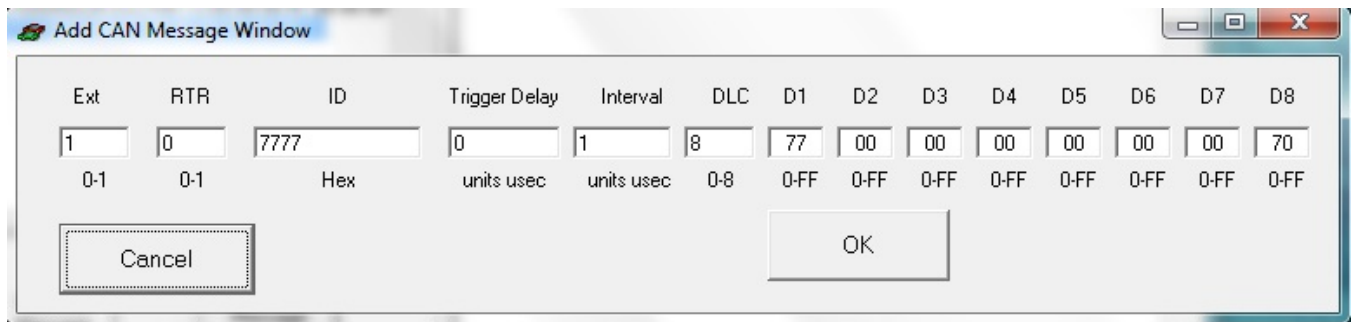 Add CAN Message Window
Ext RTR ID Trigger Delay Interval DLC D1 D2 D3 D4 D5 D6 D7 D8
1 0 7777 0 1 8 77 00 00 00 00 00 00 70
0-1 0-1 Hex units usec units usec 0-8 0-FF 0-FF 0-FF 0-FF 0-FF 0-FF 0-FF 0-FF
Cancel OK